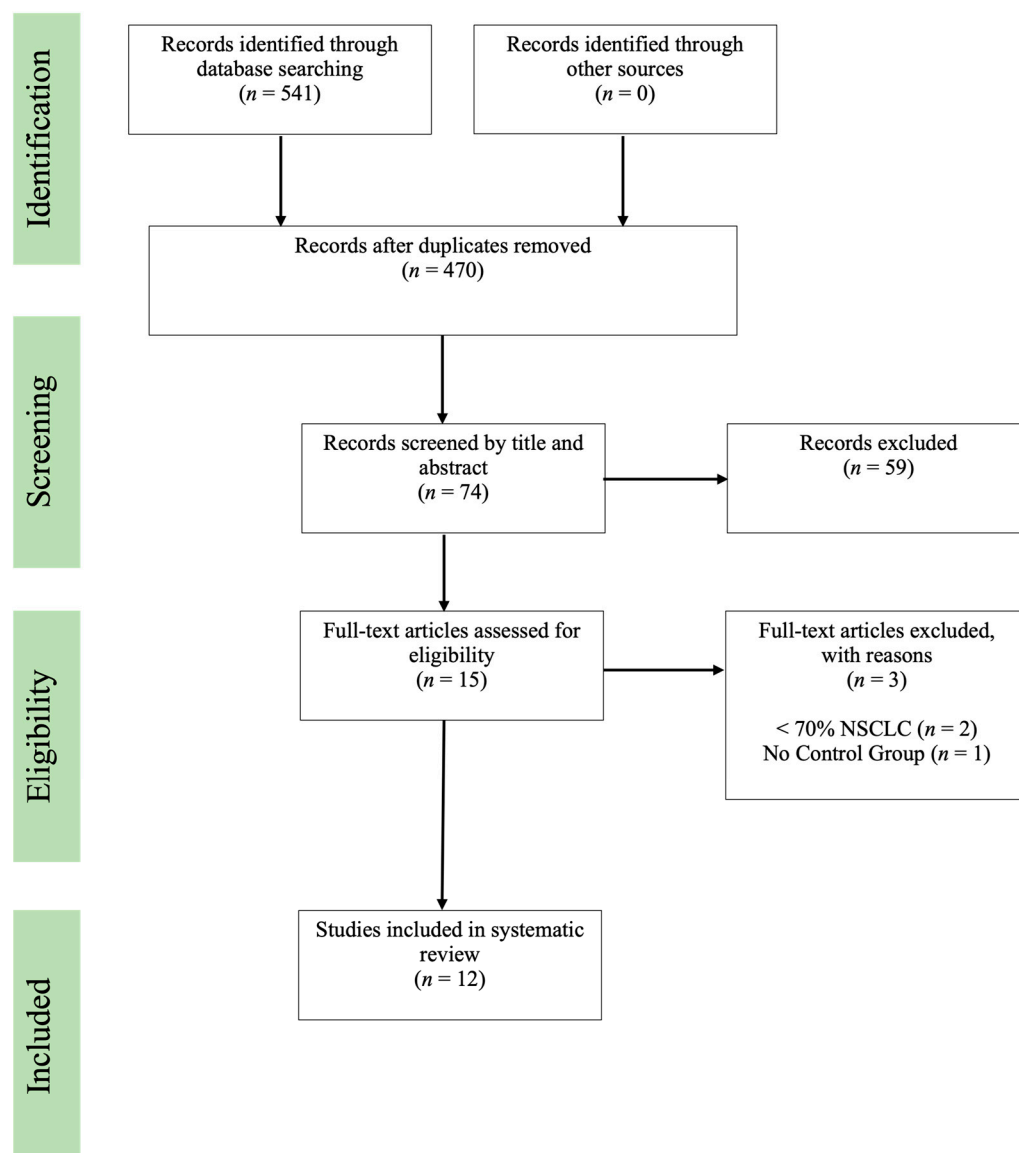 Identification
Records identified through
database searching
(n = 541)
Records identified through
other sources
(n = 0)
Records after duplicates removed
(n = 470)
Screening
Records screened by title and
abstract
(n = 74)
Records excluded
(n = 59)
Eligibility
Full-text articles assessed for
eligibility
(n = 15)
Full-text articles excluded,
with reasons
(n = 3)
< 70% NSCLC (n = 2)
No Control Group (n = 1)
Included
Studies included in systematic
review
(n = 12)